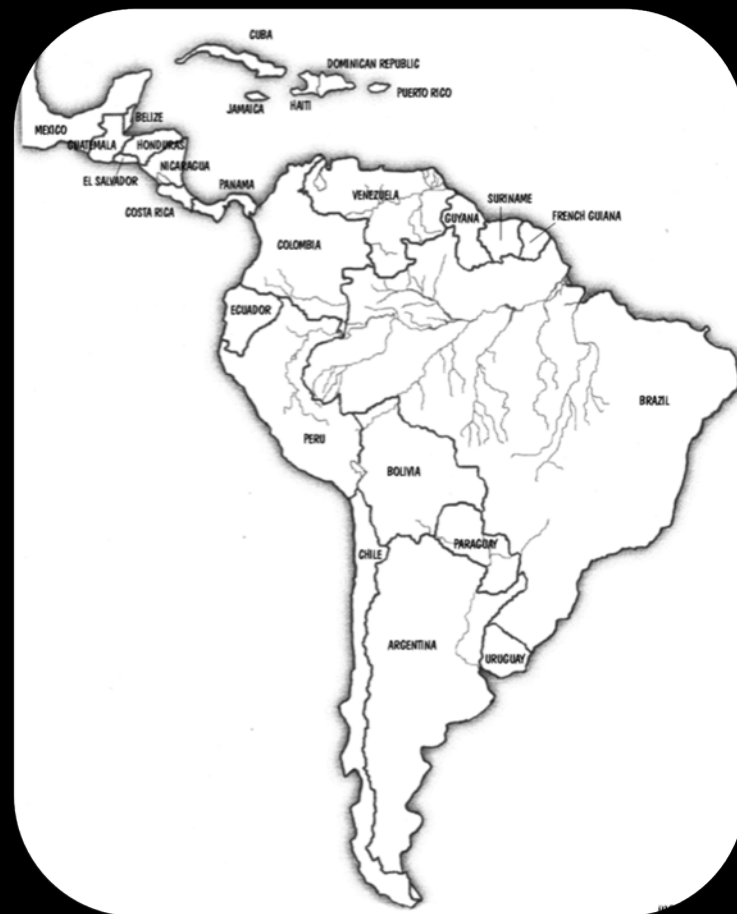 CUBA
DOMINICAN REPUBLIC
PUERTO RICO
JAMAICA
HAITI
BELIZE
MEXICO
GUATEMALA
HONDURAS
NICARAGUA
EL SALVADOR
PANAMA
COSTA RICA
VENEZUELA
SURINAME
GUYANA
FRENCH GUIANA
COLOMBIA
ECUADOR
BRAZIL
PERU
BOLIVIA
PARAGUAY
CHILE
ARGENTINA
URUGUAY